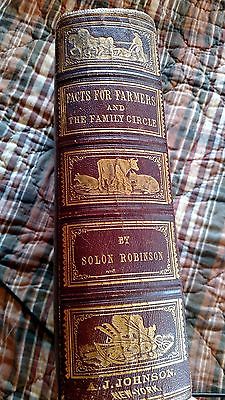 FACTS FOR FARMERS
AND
THE FAMILY CIRCLE
BY
SOLON ROBINSON
A. J. JOHNSON.
NEW-YORK.